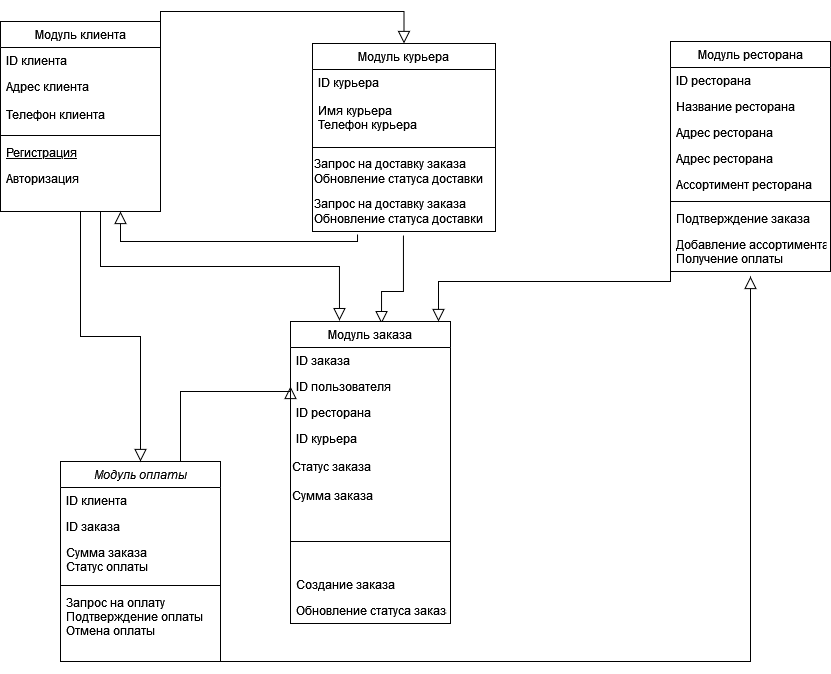 Модуль клиента
ID клиента
Адрес клиента
Телефон клиента
Регистрация
Авторизация
Модуль курьера
ID курьера
Имя курьера
Телефон курьера
Запрос на доставку заказа
Обновление статуса доставки
Запрос на доставку заказа
Обновление статуса доставки
Модуль ресторана
ID ресторана
Название ресторана
Адрес ресторана
Адрес ресторана
Ассортимент ресторана
Подтверждение заказа
Добавление ассортимента
Получение оплаты
Модуль заказа
ID заказа
ID пользователя
ID ресторана
ID курьера
Статус заказа
Сумма заказа
Создание заказа
Обновление статуса заказ
Модуль оплаты
ID клиента
ID заказа
Сумма заказа
Статус оплаты
Запрос на оплату
Подтверждение оплаты
Отмена оплаты